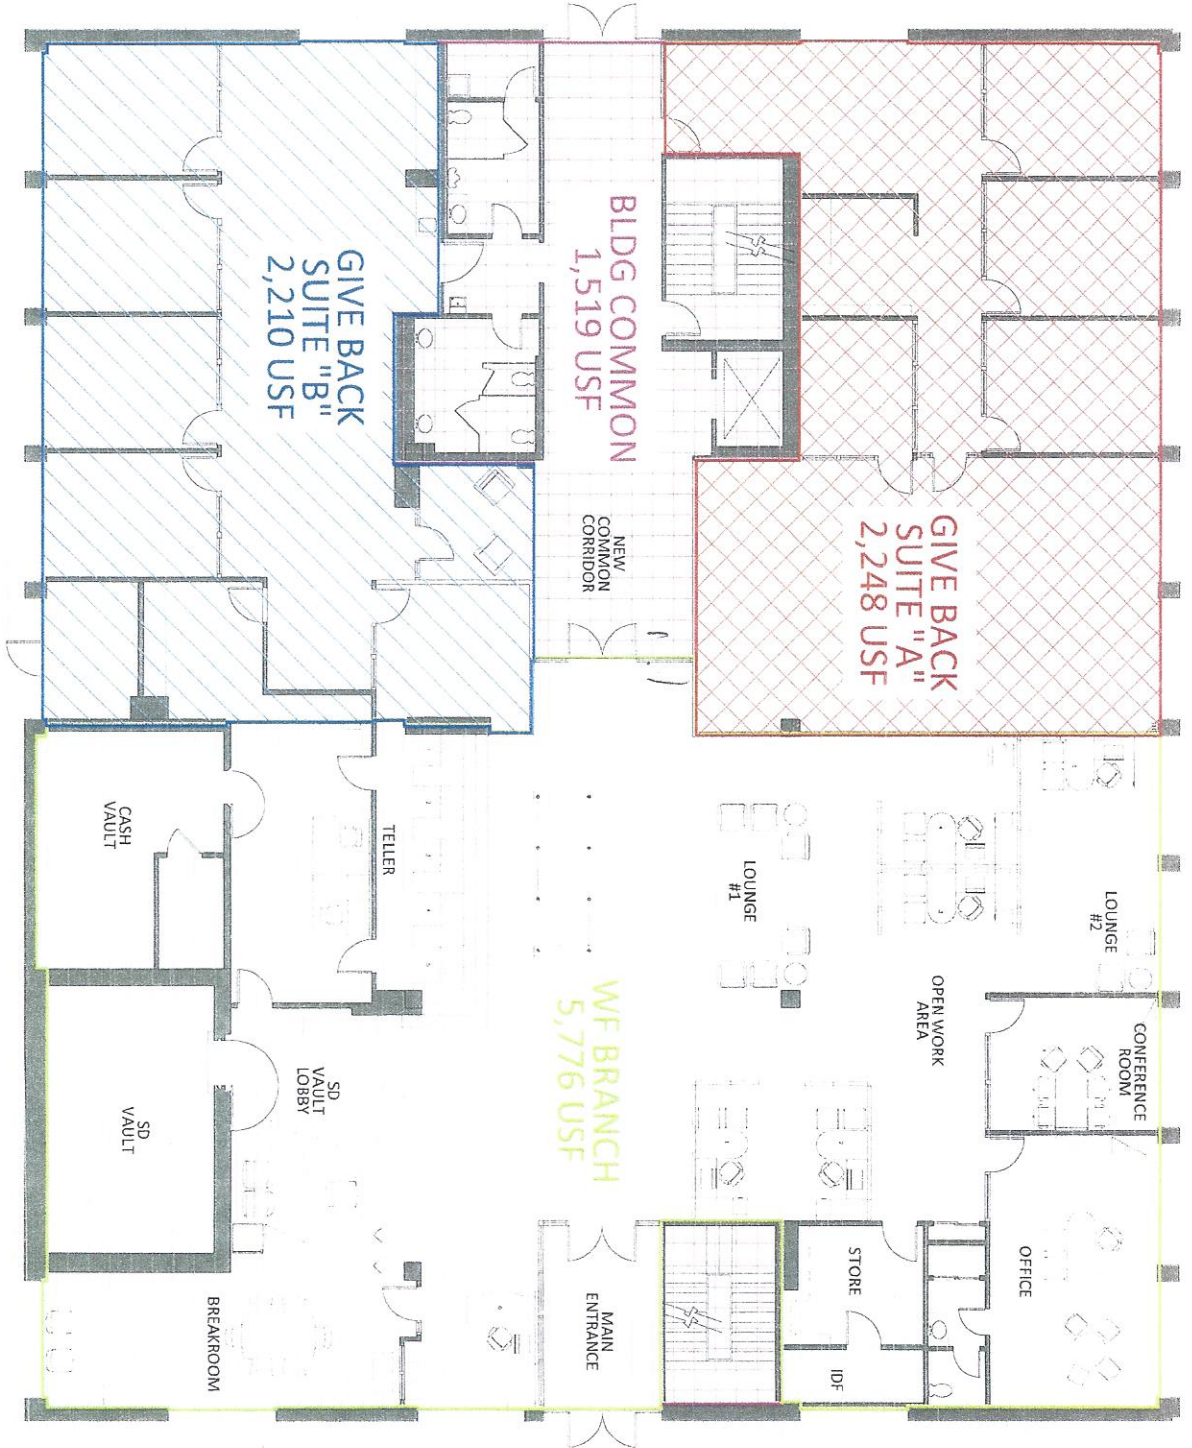 GIVE BACK
SUITE "A"
2,248 USF
BLDG COMMON
1,519 USF
GIVE BACK
SUITE "B"
2,210 USF
NEW
COMMON
CORRIDOR
LOUNGE
#2
LOUNGE
#1
TELLER
CASH
VAULT
CONFERENCE
ROOM
OPEN WORK
AREA
WF BRANCH
5,776 USF
SD
VAULT
LOBBY
SD
VAULT
OFFICE
STORE
IDF
MAIN
ENTRANCE
BREAKROOM